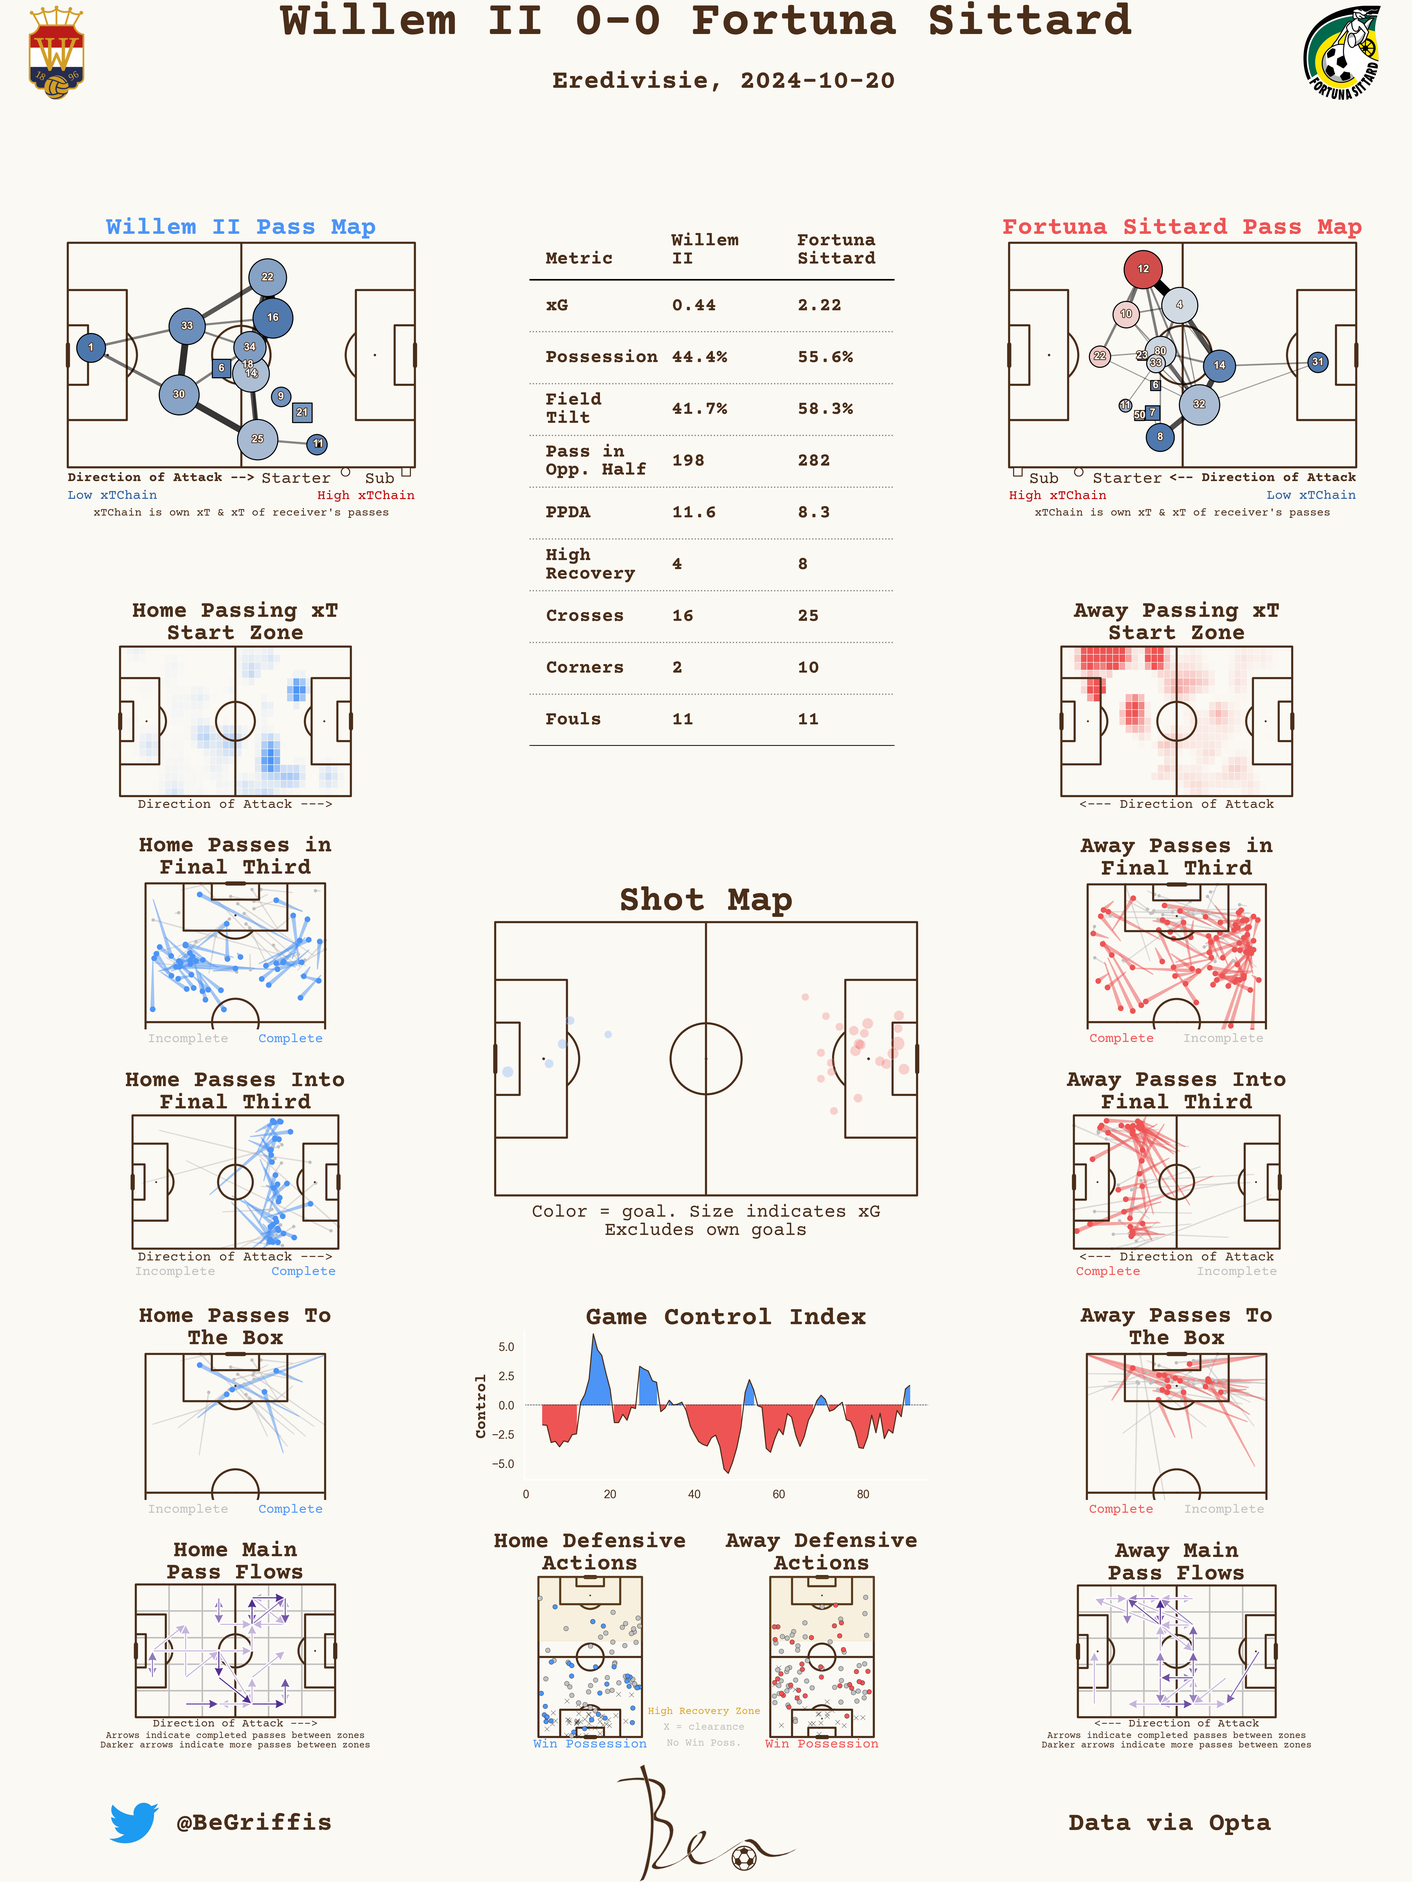 Willem II 0-0 Fortuna Sittard
Eredivisie, 2024-10-20
18 96
FORTUNA SITTARD
Willem II Pass Map
22
16
33
34
1
18
14
6
30
9
21
25
11
Direction of Attack --> Starter Sub
Low xTChain High xTChain
xTChain is own xT & xT of receiver's passes
Metric Willem II Fortuna Sittard
xG 0.44 2.22
Possession 44.4% 55.6%
Field Tilt 41.7% 58.3%
Pass in Opp. Half 198 282
PPDA 11.6 8.3
High Recovery 4 8
Crosses 16 25
Corners 2 10
Fouls 11 11
Fortuna Sittard Pass Map
12
4
10
22
23
80
33
14
31
6
11
50
7
32
8
Sub Starter <-- Direction of Attack
High xTChain Low xTChain
xTChain is own xT & xT of receiver's passes
Home Passing xT
Start Zone
Direction of Attack --->
Away Passing xT
Start Zone
<--- Direction of Attack
Home Passes in
Final Third
Incomplete Complete
Away Passes in
Final Third
Complete Incomplete
Shot Map
Color = goal. Size indicates xG
Excludes own goals
Home Passes Into
Final Third
Direction of Attack --->
Incomplete Complete
Away Passes Into
Final Third
<--- Direction of Attack
Complete Incomplete
Home Passes To
The Box
Incomplete Complete
Game Control Index
Control
5.0
2.5
0.0
−2.5
−5.0
0 20 40 60 80
Away Passes To
The Box
Complete Incomplete
Home Main
Pass Flows
Direction of Attack --->
Arrows indicate completed passes between zones
Darker arrows indicate more passes between zones
Home Defensive
Actions
Win Possession
High Recovery Zone
X = clearance
No Win Poss.
Away Defensive
Actions
Win Possession
Away Main
Pass Flows
<--- Direction of Attack
Arrows indicate completed passes between zones
Darker arrows indicate more passes between zones
@BeGriffis
Ben
Data via Opta